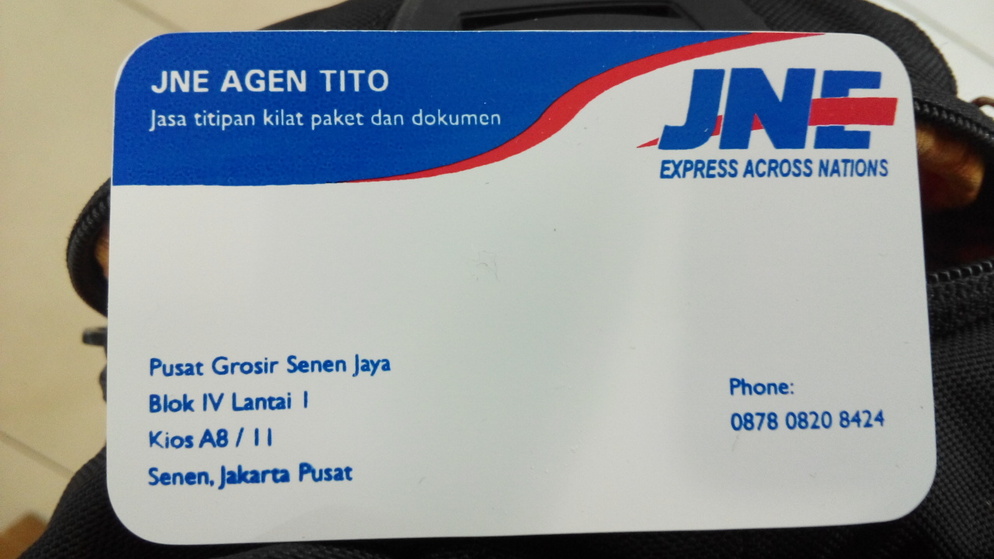 JNE AGEN TITO
Jasa titipan kilat paket dan dokumen
JNE
EXPRESS ACROSS NATIONS
Pusat Grosir Senen Jaya
Blok IV Lantai 1
Kios A8 / 11
Senen, Jakarta Pusat
Phone:
0878 0820 8424